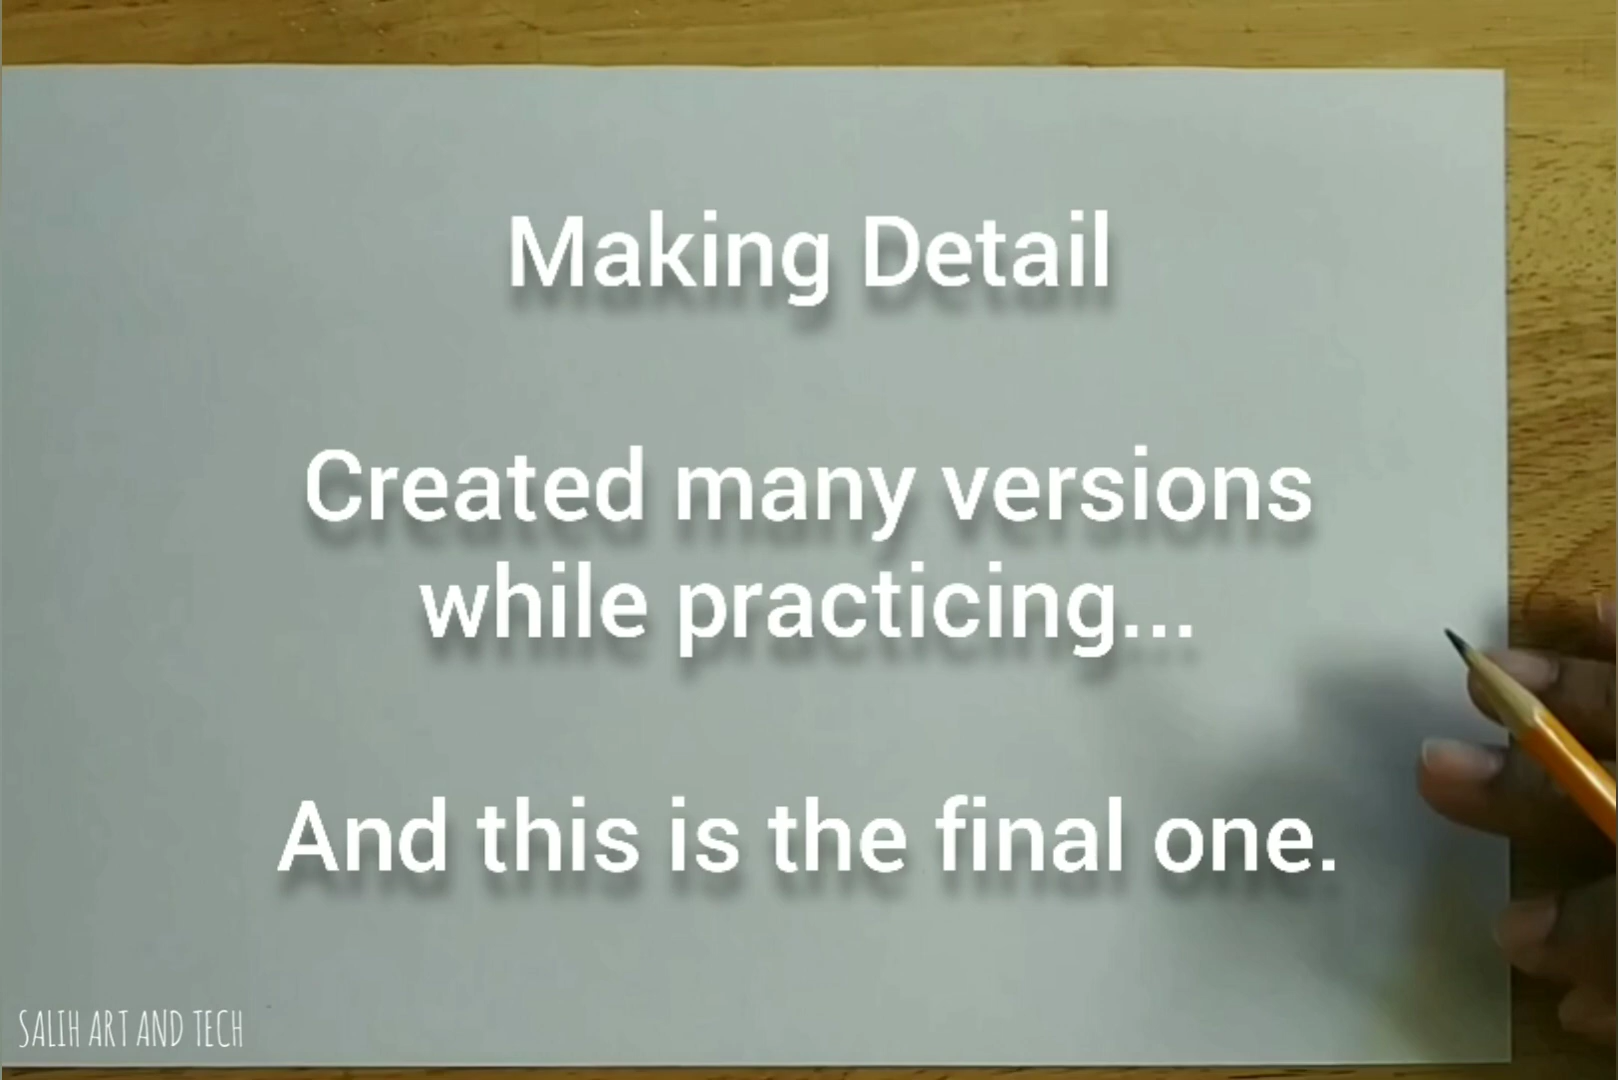 Making Detail
Created many versions
while practicing...
And this is the final one.
SALIH ART AND TECH